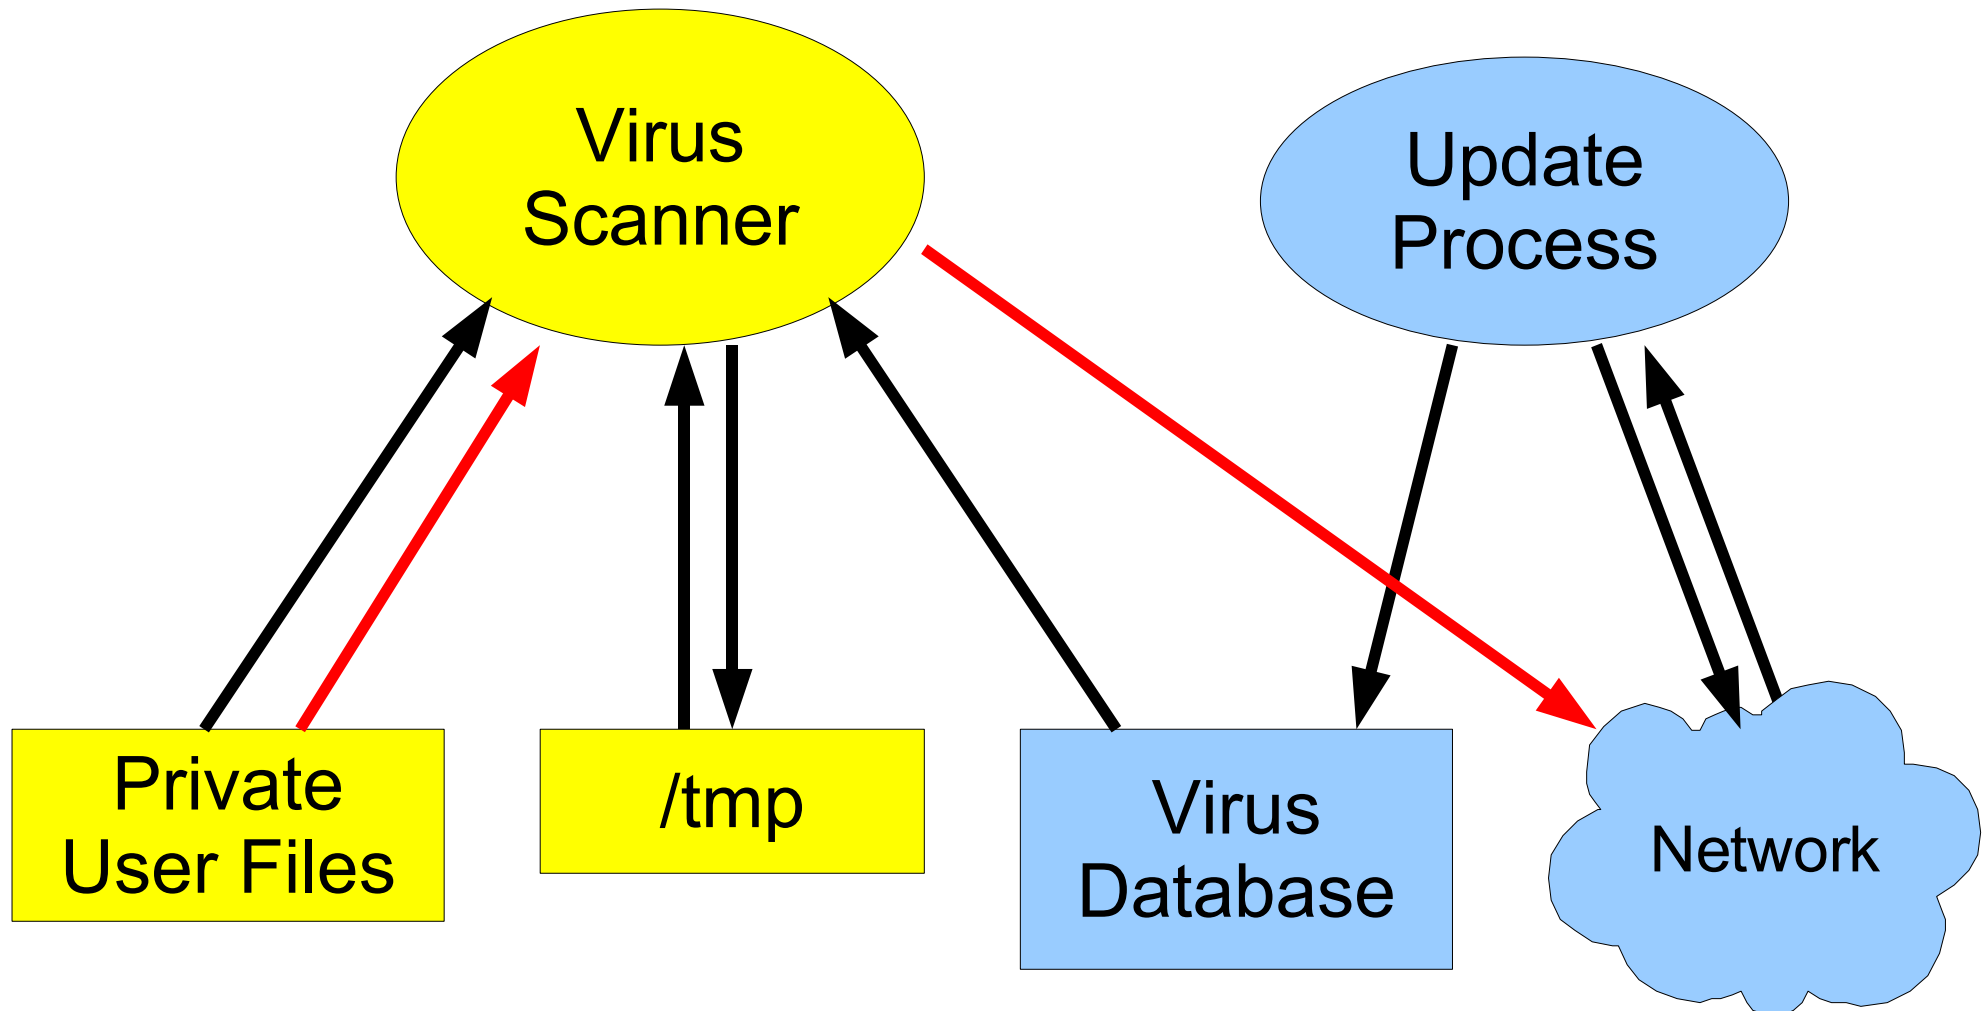 Virus
Scanner
Update
Process
Private
User Files
/tmp
Virus
Database
Network